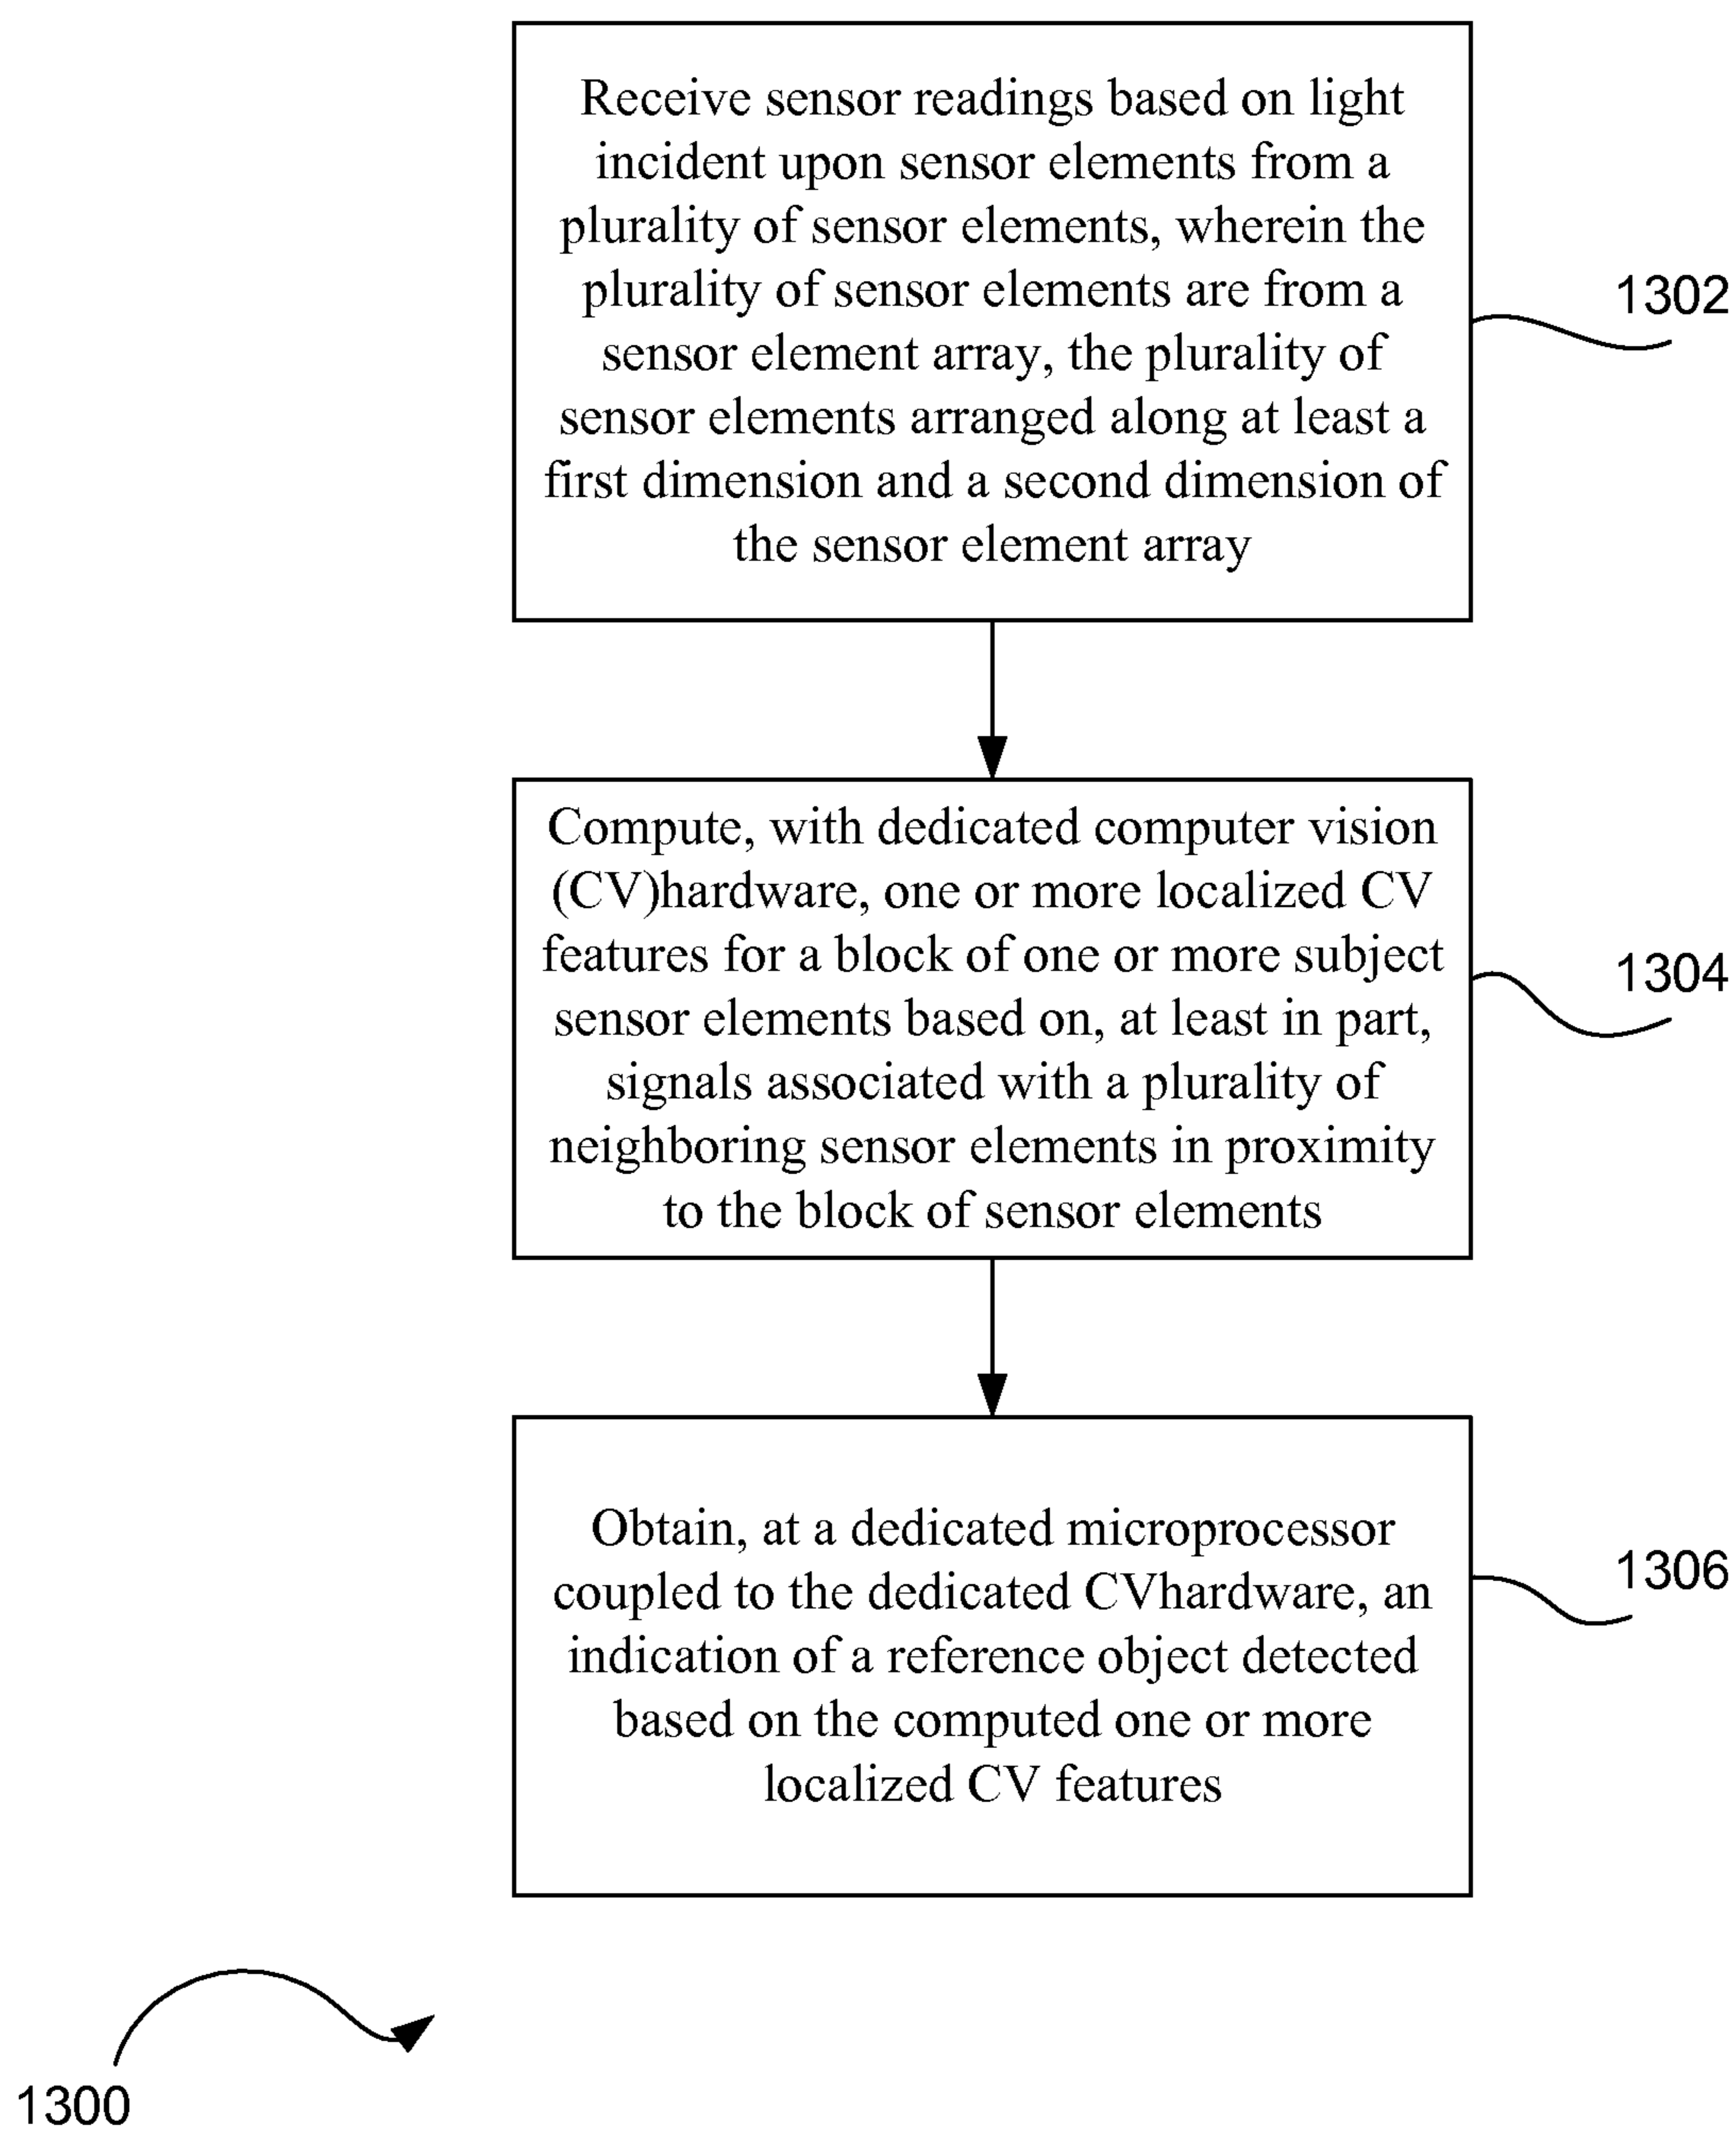 Receive sensor readings based on light
incident upon sensor elements from a
plurality of sensor elements, wherein the
plurality of sensor elements are from a
sensor element array, the plurality of
sensor elements arranged along at least a
first dimension and a second dimension of
the sensor element array
1302
Compute, with dedicated computer vision
(CV)hardware, one or more localized CV
features for a block of one or more subject
sensor elements based on, at least in part,
signals associated with a plurality of
neighboring sensor elements in proximity
to the block of sensor elements
1304
Obtain, at a dedicated microprocessor
coupled to the dedicated CVhardware, an
indication of a reference object detected
based on the computed one or more
localized CV features
1306
1300